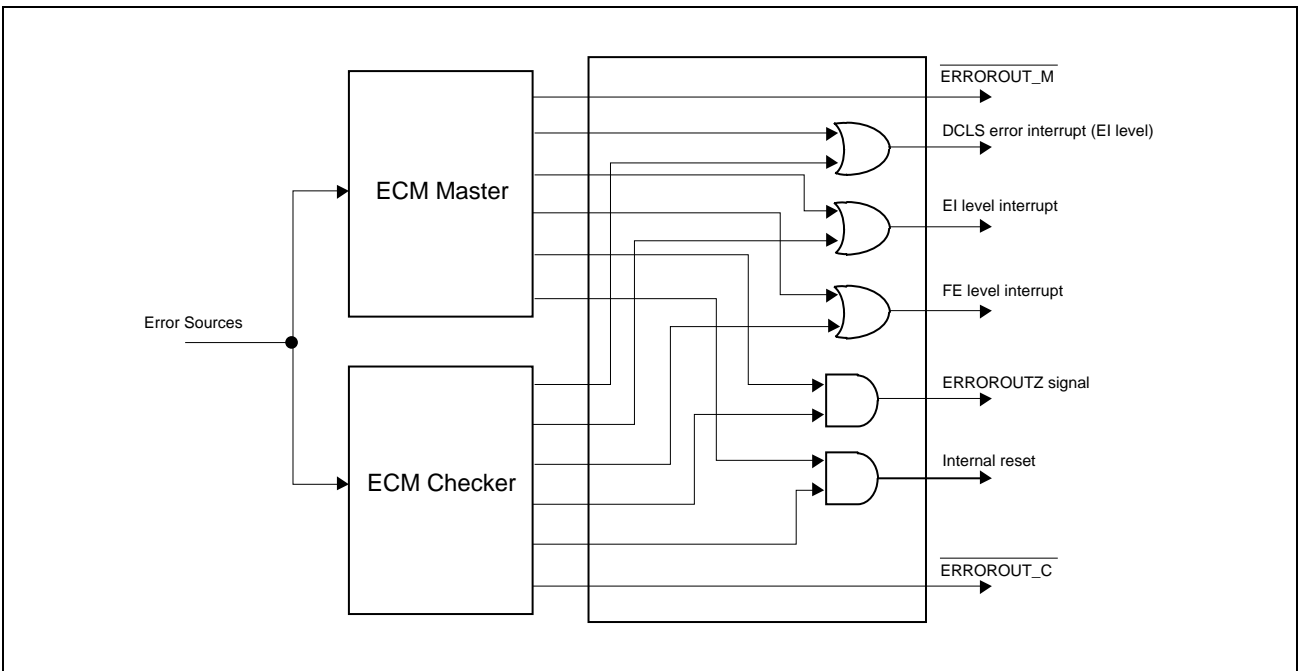 ERROROUT_M
DCLS error interrupt (EI level)
ECM Master
EI level interrupt
FE level interrupt
Error Sources
ERROROUTZ signal
Internal reset
ECM Checker
ERROROUT_C